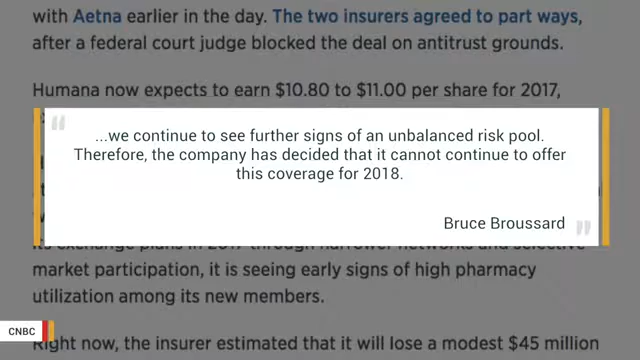 with Aetna earlier in the day. The two insurers agreed to part ways,
after a federal court judge blocked the deal on antitrust grounds.
Humana now expects to earn $10.80 to $11.00 per share for 2017,
“
...we continue to see further signs of an unbalanced risk pool.
Therefore, the company has decided that it cannot continue to offer
this coverage for 2018.
Bruce Broussard
”
its exchange plans in 2017 through narrower networks and selective
market participation, it is seeing early signs of high pharmacy
utilization among its new members.
CNBC
Right now, the insurer estimated that it will lose a modest $45 million